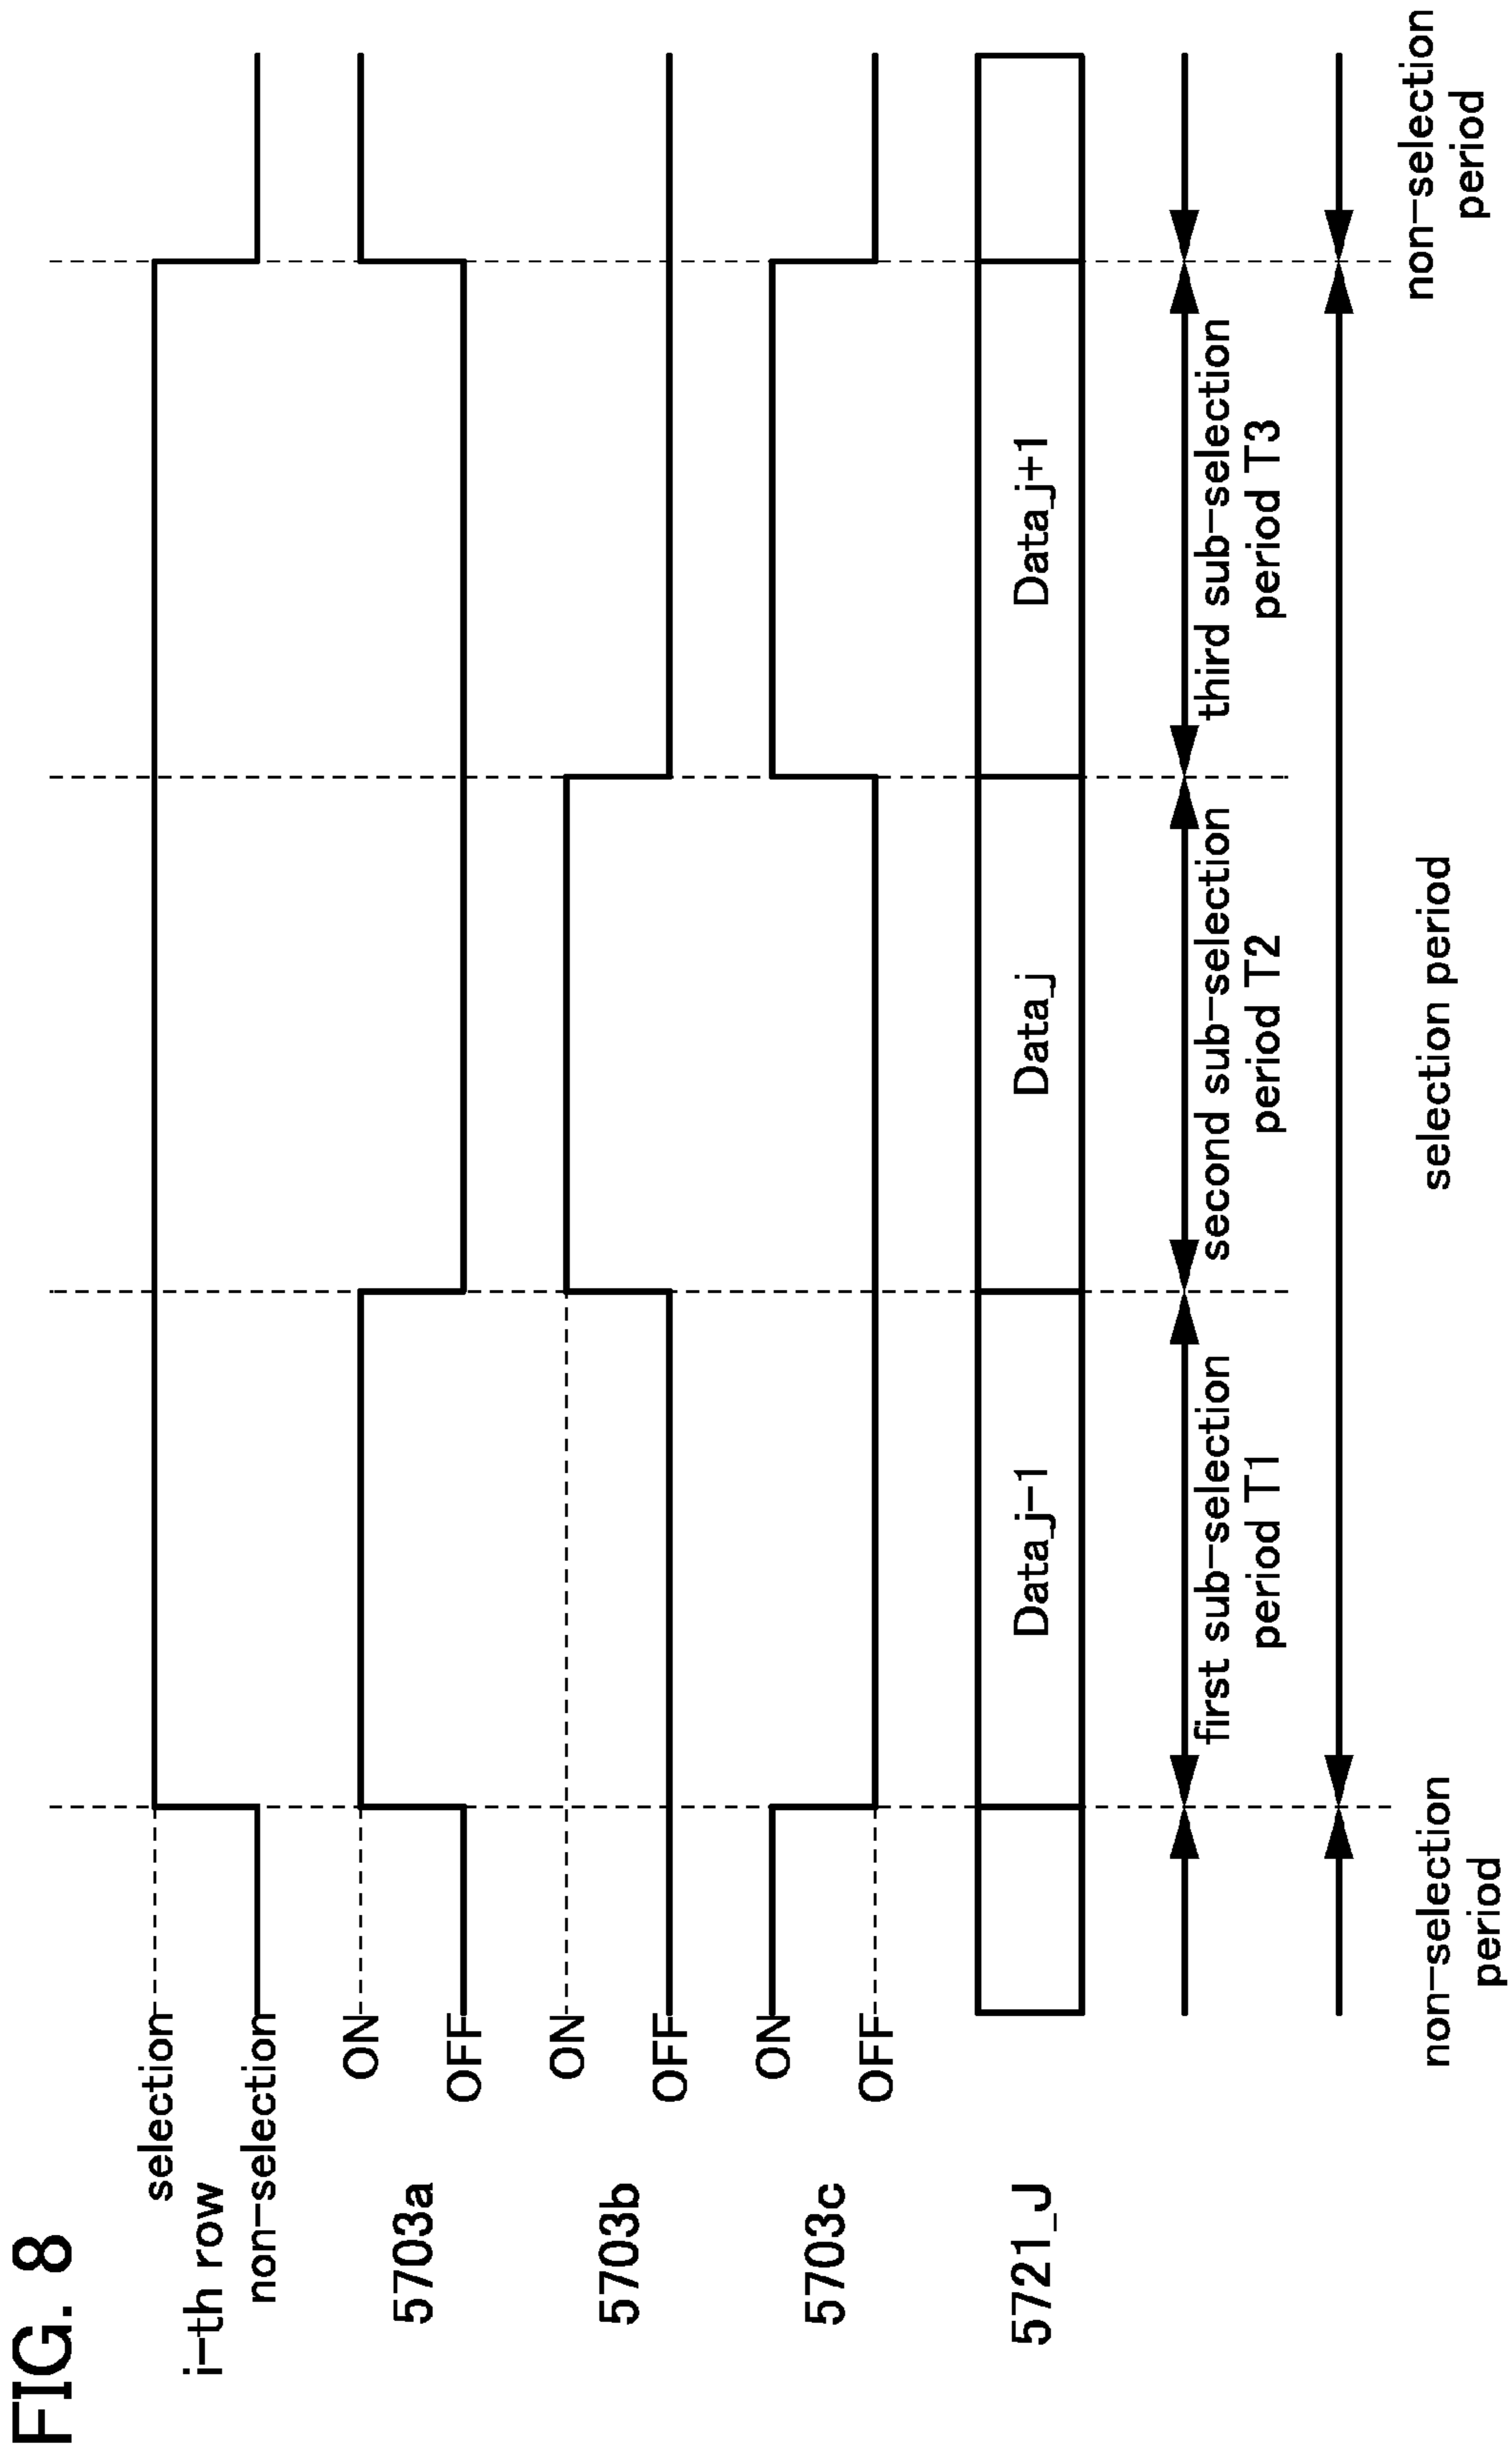 FIG. 8
selection
i-th row
non-selection
ON
5703a
OFF
ON
5703b
OFF
ON
5703c
OFF
5721_J
Data_j-1
Data_j
Data_j+1
first sub-selection
period T1
second sub-selection
period T2
third sub-selection
period T3
non-selection
period
selection period
non-selection
period